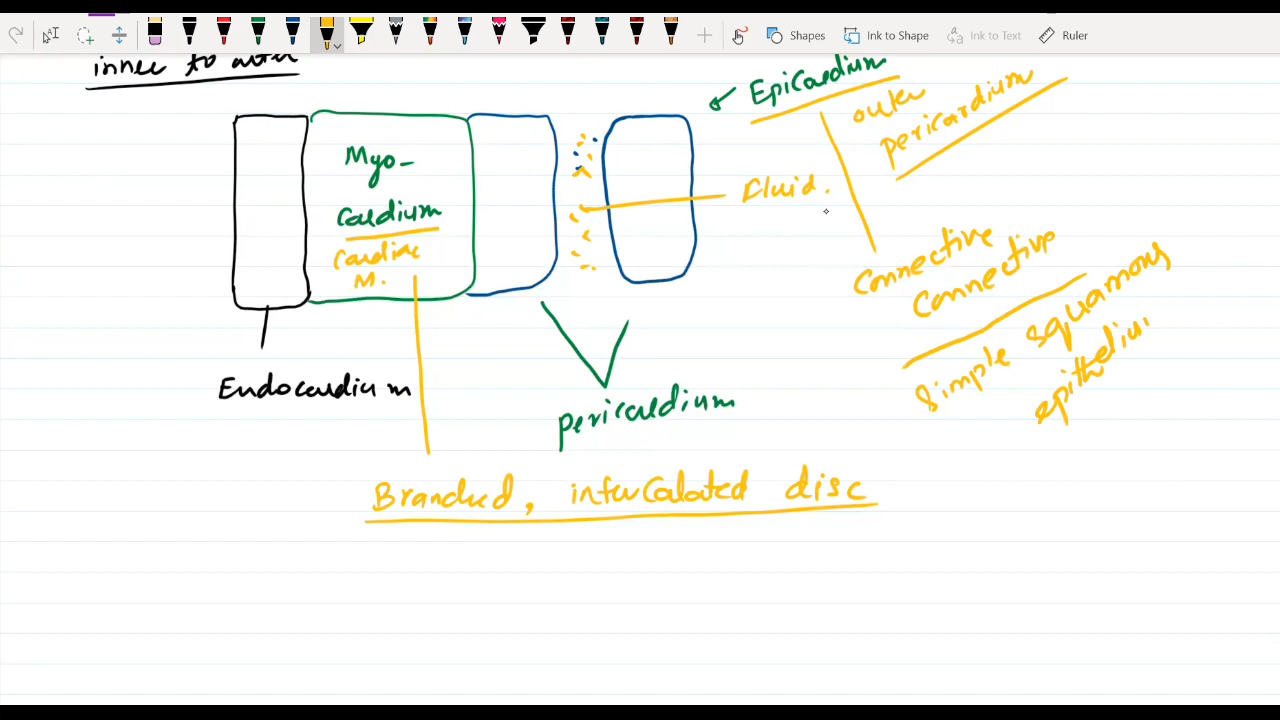 Shapes
Ink to Shape
Ink to Text
Ruler
inner to outer
Epicardium
outer
pericardium
Myo-
cardium
cardiac
M.
Fluid.
Connective
Connective
Simple squamous
epithelium
Endocardium
pericardium
Branched, intercalated disc